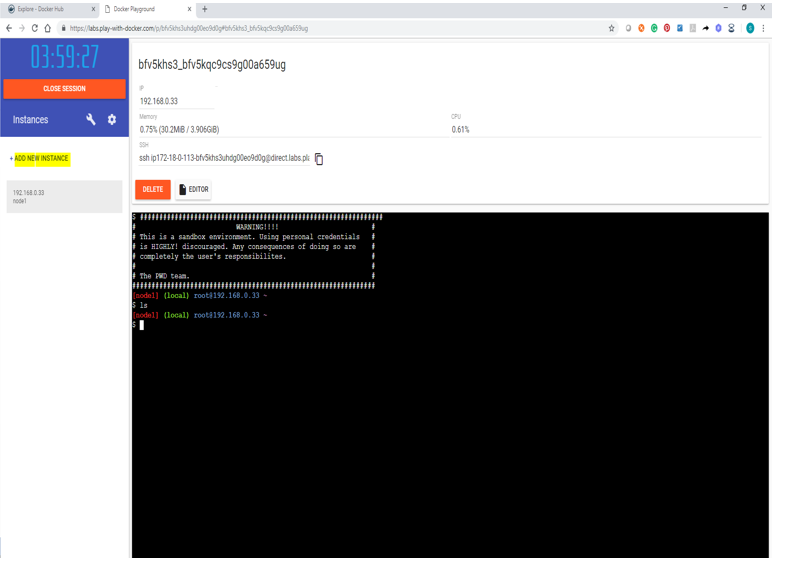 Explore - Docker Hub
Docker Playground
https://labs.play-with-docker.com/p/bfv5khs3uhdg00eo9d0g#bfv5khs3_bfv5kqc9cs9g00a659ug
03:59:27
CLOSE SESSION
Instances
+ ADD NEW INSTANCE
192.168.0.33
node1
bfv5khs3_bfv5kqc9cs9g00a659ug
IP
192.168.0.33
Memory
CPU
0.75% (30.2MiB / 3.906GiB)
0.61%
SSH
ssh ip172-18-0-113-bfv5khs3uhdg00eo9d0g@direct.labs.pla
DELETE
EDITOR
$ ###############################################################
# WARNING!!!! #
# This is a sandbox environment. Using personal credentials #
# is HIGHLY! discouraged. Any consequences of doing so are #
# completely the user's responsibilites. #
# #
# The PWD team. #
###############################################################
[node1] (local) root@192.168.0.33 ~
$ ls
[node1] (local) root@192.168.0.33 ~
$